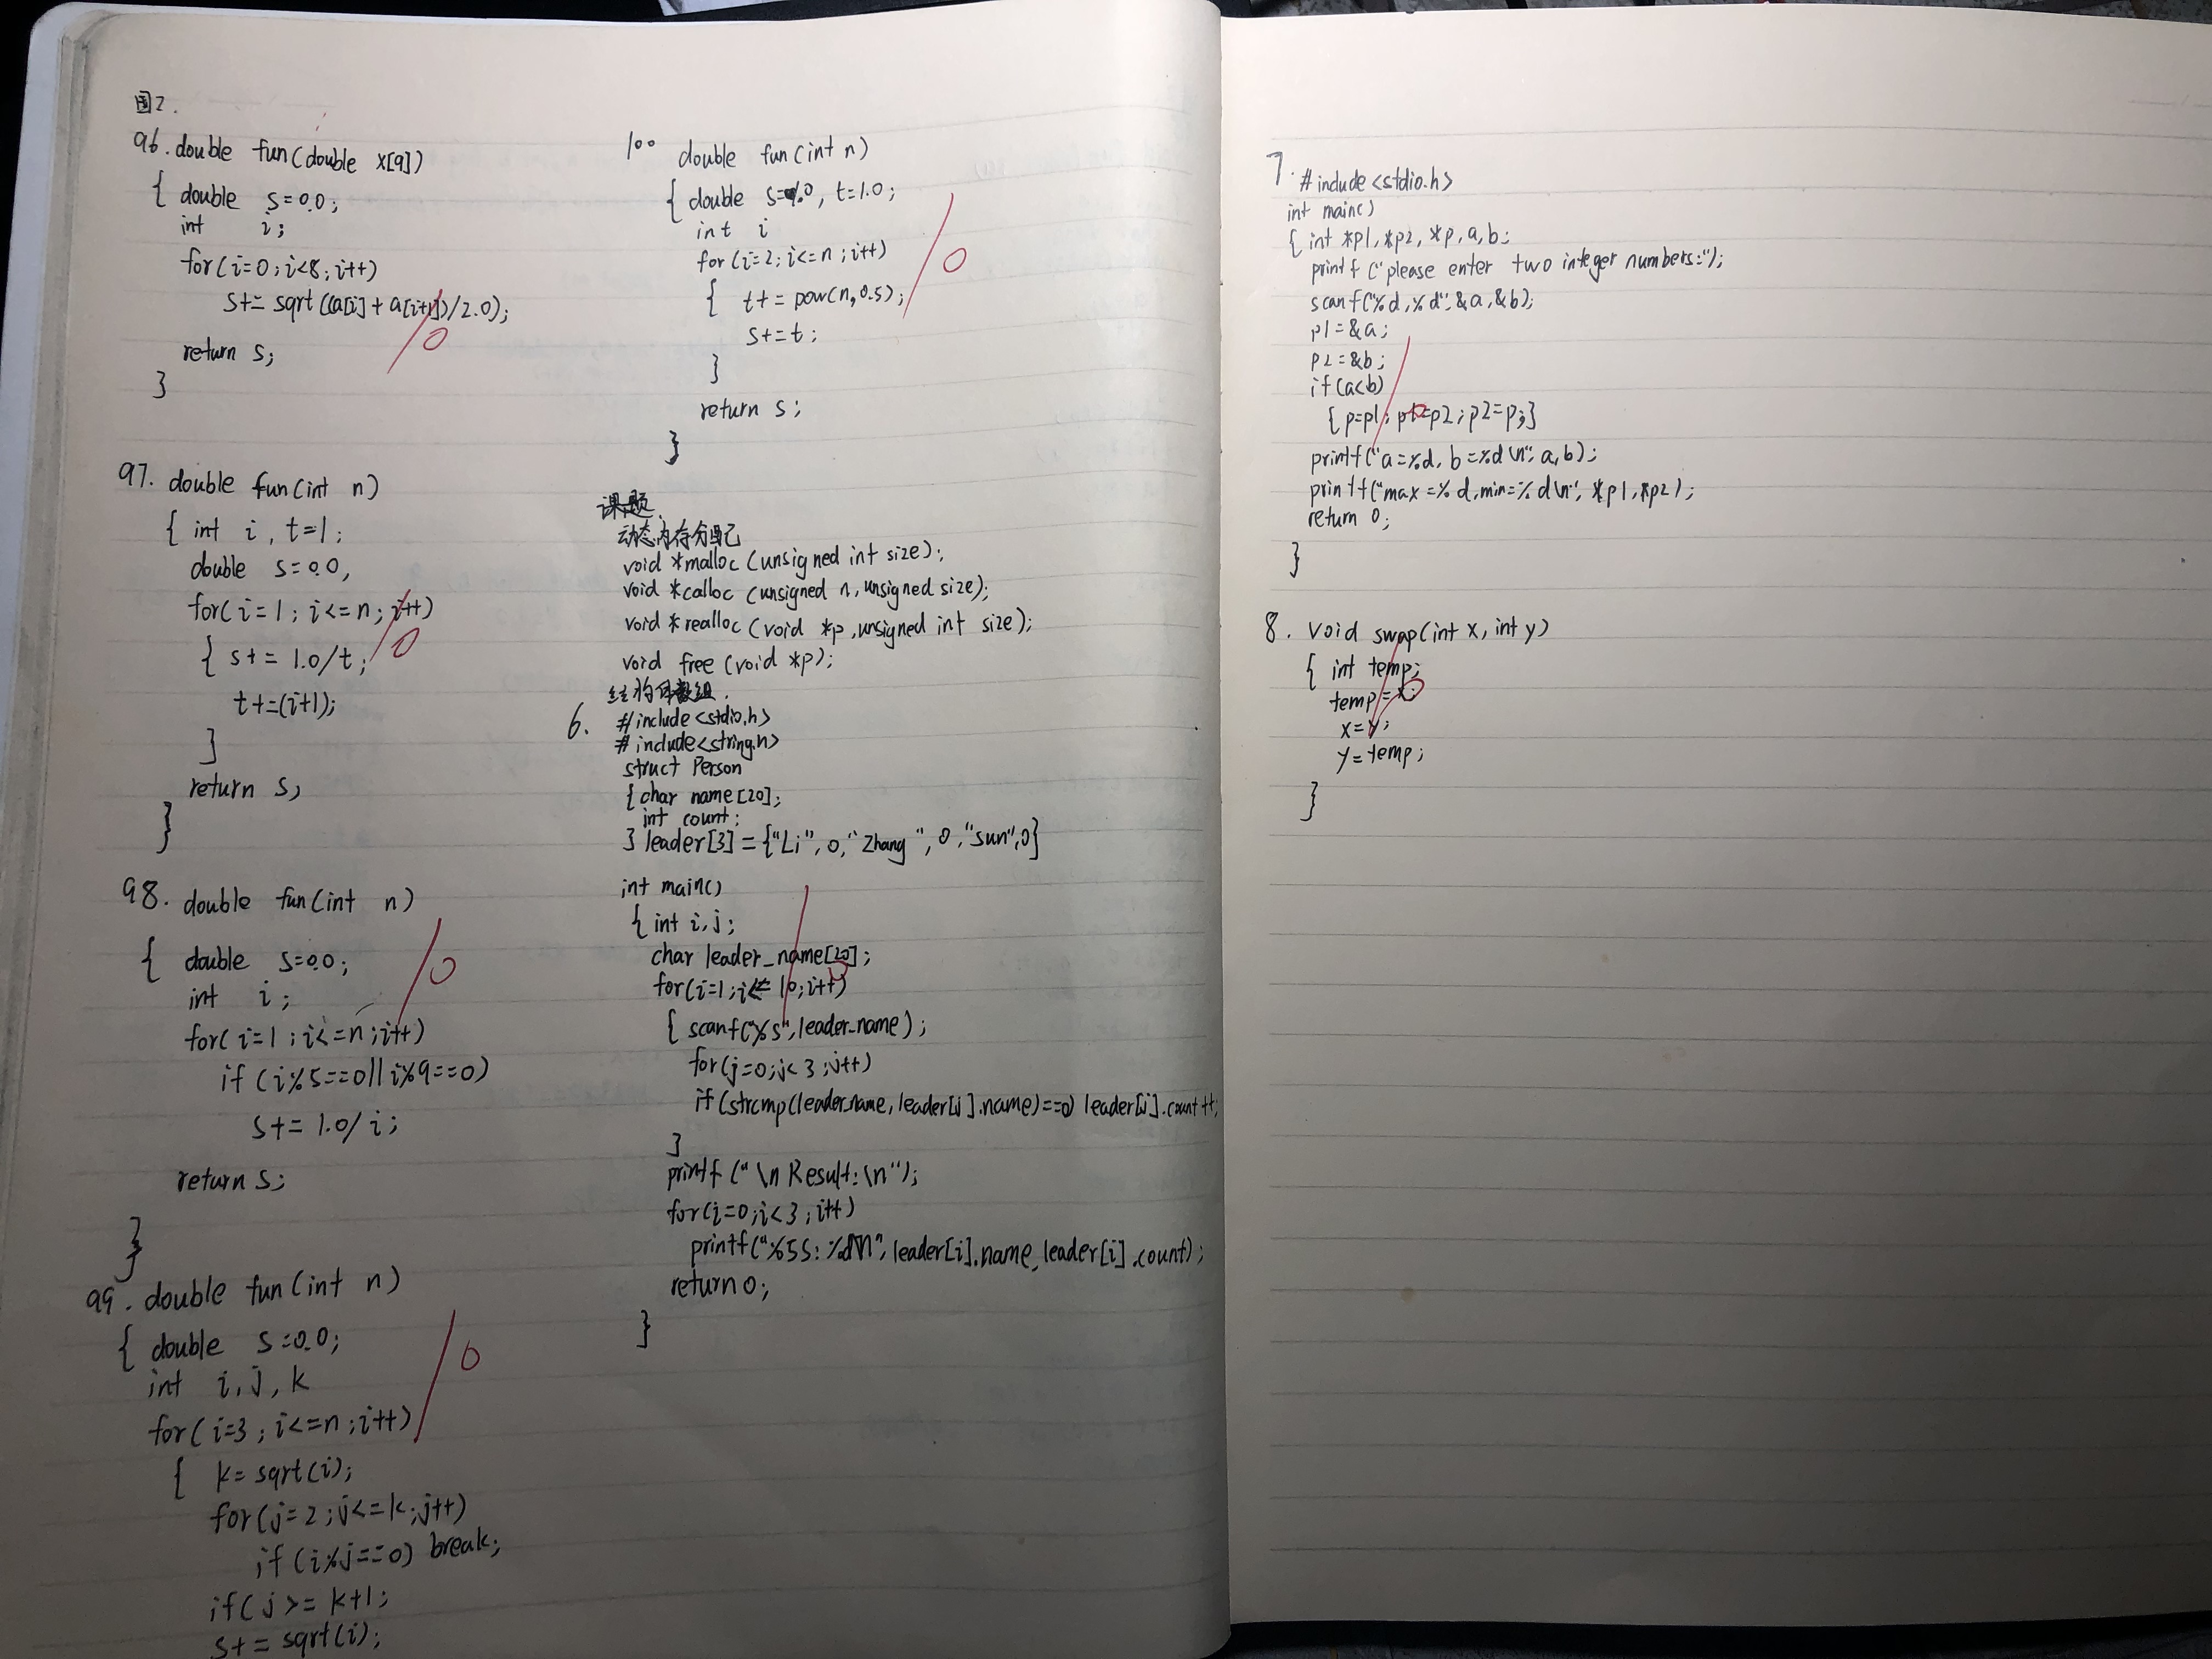 图2.
96. double fun(double x[9])
{ double s=0.0;
int i;
for(i=0;i<8;i++)
s+= sqrt((a[i]+a[i+1])/2.0);
return s;
}
97. double fun(int n)
{ int i, t=1;
double s=0.0,
for(i=1; i<=n; i++)
{ s+= 1.0/t;
t+=(i+1);
}
return s;
}
98. double fun(int n)
{ double s=0.0;
int i;
for(i=1;i<=n;i++)
if (i%5==0||i%9==0)
s+= 1.0/i;
return s;
}
99. double fun(int n)
{ double s=0.0;
int i,j,k
for(i=3;i<=n;i++)
{ k=sqrt(i);
for(j=2;j<=k;j++)
if(i%j==0) break;
if(j>=k+1;
s+= sqrt(i);
100 double fun(int n)
{ double s=1.0, t=1.0;
int i
for(i=2;i<=n;i++)
{ t+= pow(n,0.5);
s+=t;
}
return s;
}
课题.
动态内存分配
void *malloc (unsigned int size);
void *calloc (unsigned n, unsigned size);
void *realloc (void *p, unsigned int size);
void free (void *p);
结构体数组.
6. #include<stdio.h>
#include<string.h>
struct Person
{char name[20];
int count;
} leader[3]={"Li",0,"Zhang",0,"sun",0}
int main()
{ int i,j;
char leader_name[20];
for(i=1;i<=10;i++)
{ scanf("%s",leader_name);
for(j=0;j<3;j++)
if(strcmp(leader_name,leader[j].name)==0) leader[j].count++;
}
printf ("\n Result:\n");
for(i=0;i<3;i++)
printf("%5s:%d\n",leader[i].name,leader[i].count);
return 0;
}
7. #include<stdio.h>
int main()
{ int *p1,*p2,*p,a,b;
printf("please enter two integer numbers:");
scanf("%d,%d",&a,&b);
p1=&a;
p2=&b;
if(a<b)
{p=p1;p1=p2;p2=p;}
printf("a=%d, b=%d\n", a,b);
printf("max=%d,min=%d\n", *p1,*p2);
return 0;
}
8. void swap(int x, int y)
{ int temp;
temp=x;
x=y;
y=temp;
}